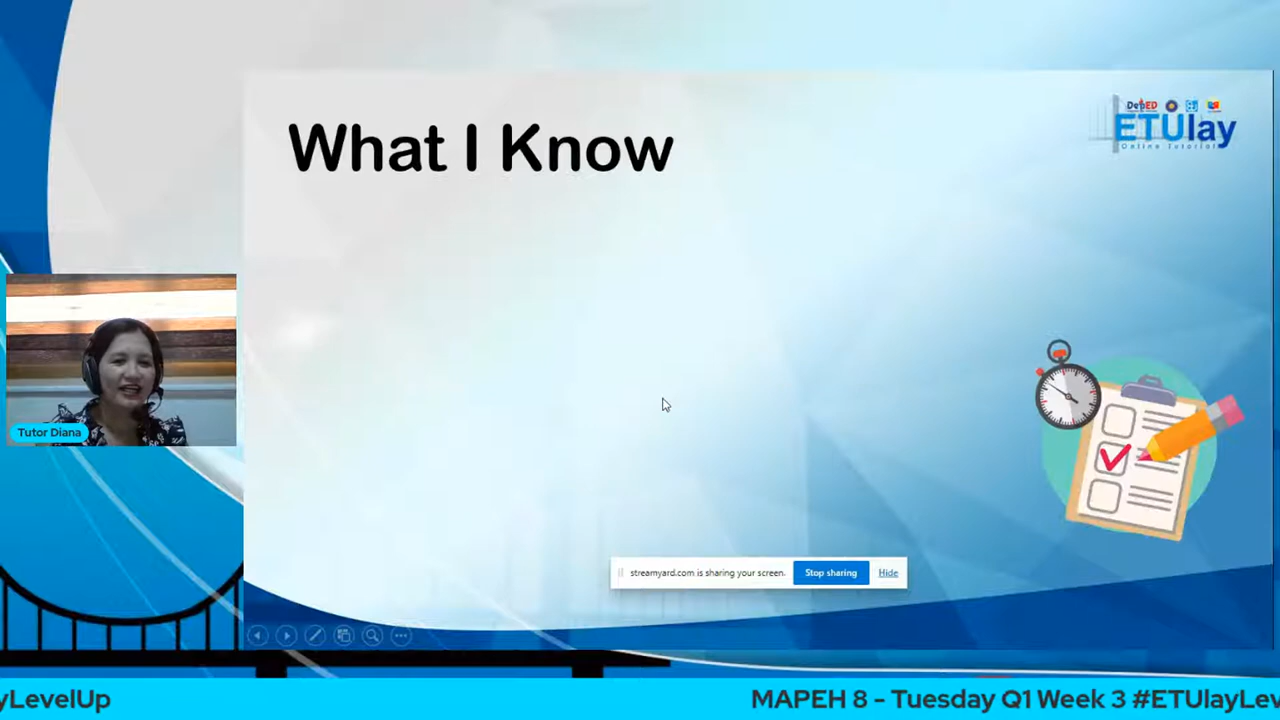 What I Know
DepED
ETUlay
Online Tutorial
Tutor Diana
streamyard.com is sharing your screen.
Stop sharing
Hide
yLevelUp
MAPEH 8 - Tuesday Q1 Week 3 #ETUlayLev